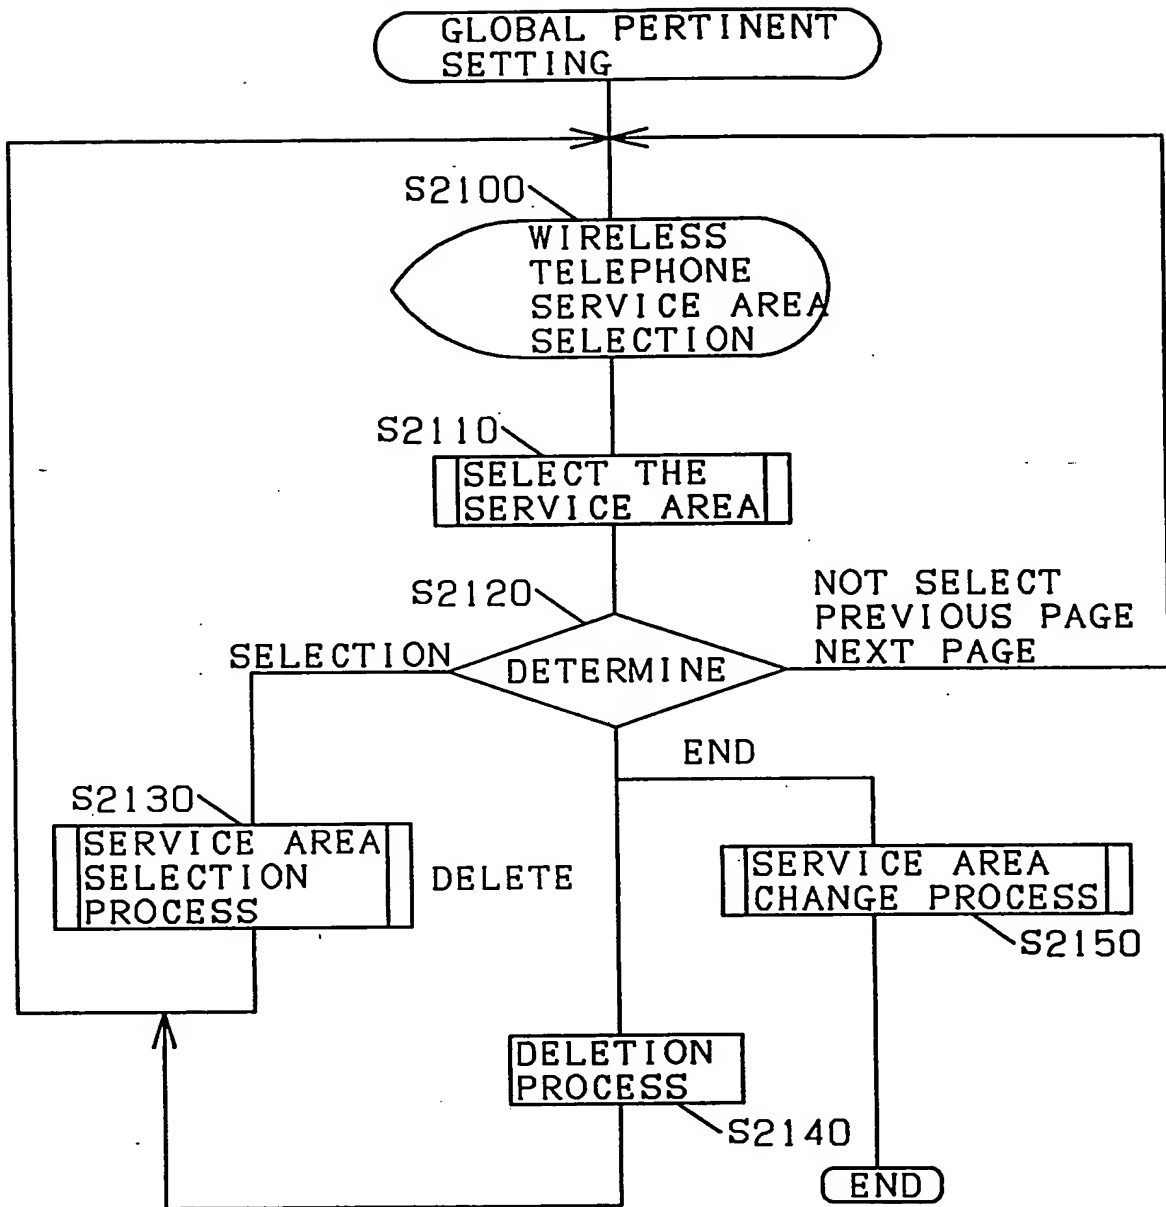 GLOBAL PERTINENT
SETTING
S2100
WIRELESS
TELEPHONE
SERVICE AREA
SELECTION
S2110
SELECT THE
SERVICE AREA
S2120
NOT SELECT
PREVIOUS PAGE
NEXT PAGE
SELECTION
DETERMINE
END
S2130
SERVICE AREA
SELECTION
PROCESS
DELETE
SERVICE AREA
CHANGE PROCESS
S2150
DELETION
PROCESS
S2140
END